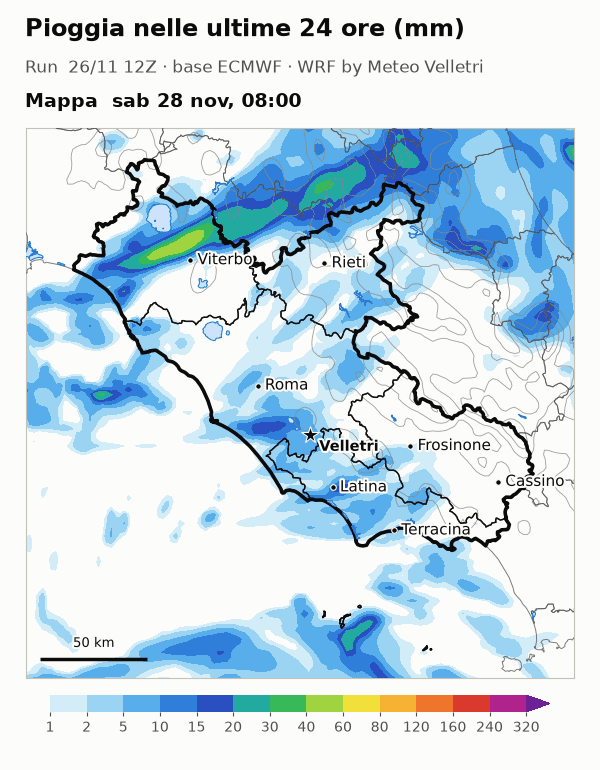 Pioggia nelle ultime 24 ore (mm)
Run  26/11 12Z · base ECMWF · WRF by Meteo Velletri
Mappa  sab 28 nov, 08:00
Viterbo
Rieti
Roma
Velletri
Frosinone
Cassino
Latina
Terracina
50 km
1 2 5 10 15 20 30 40 60 80 120 160 240 320